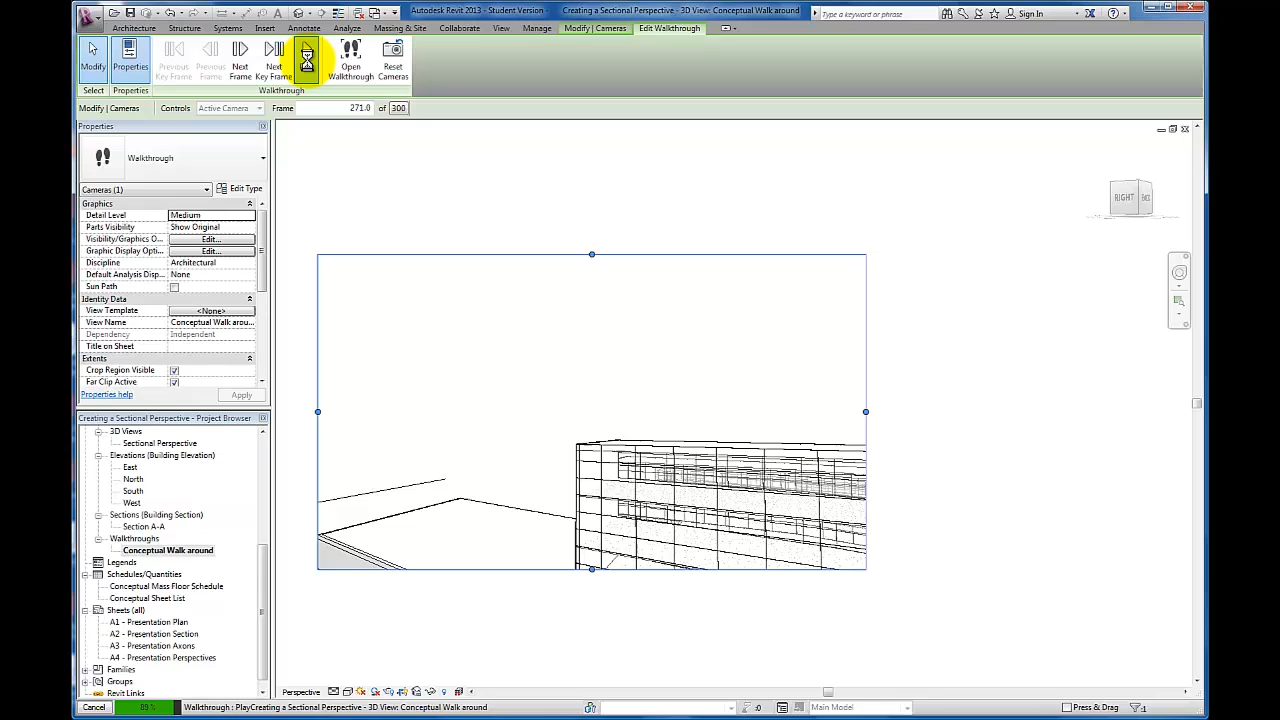 Autodesk Revit 2013 - Student Version
Creating a Sectional Perspective - 3D View: Conceptual Walk around
Type a keyword or phrase
Sign In
Architecture
Structure
Systems
Insert
Annotate
Analyze
Massing & Site
Collaborate
View
Manage
Modify | Cameras
Edit Walkthrough
Modify
Properties
Previous Key Frame
Previous Frame
Next Frame
Next Key Frame
Open Walkthrough
Reset Cameras
Select
Properties
Walkthrough
Modify | Cameras
Controls
Active Camera
Frame
271.0
of
300
Properties
Walkthrough
Cameras (1)
Edit Type
Graphics
Detail Level
Medium
Parts Visibility
Show Original
Visibility/Graphics O...
Edit...
Graphic Display Opti...
Edit...
Discipline
Architectural
Default Analysis Disp...
None
Sun Path
Identity Data
View Template
<None>
View Name
Conceptual Walk arou...
Dependency
Independent
Title on Sheet
Extents
Crop Region Visible
Far Clip Active
Properties help
Apply
Creating a Sectional Perspective - Project Browser
3D Views
Sectional Perspective
Elevations (Building Elevation)
East
North
South
West
Sections (Building Section)
Section A-A
Walkthroughs
Conceptual Walk around
Legends
Schedules/Quantities
Conceptual Mass Floor Schedule
Conceptual Sheet List
Sheets (all)
A1 - Presentation Plan
A2 - Presentation Section
A3 - Presentation Axons
A4 - Presentation Perspectives
Families
Groups
Revit Links
RIGHT
Perspective
Cancel
89 %
Walkthrough : PlayCreating a Sectional Perspective - 3D View: Conceptual Walk around
:0
Main Model
Press & Drag
:1